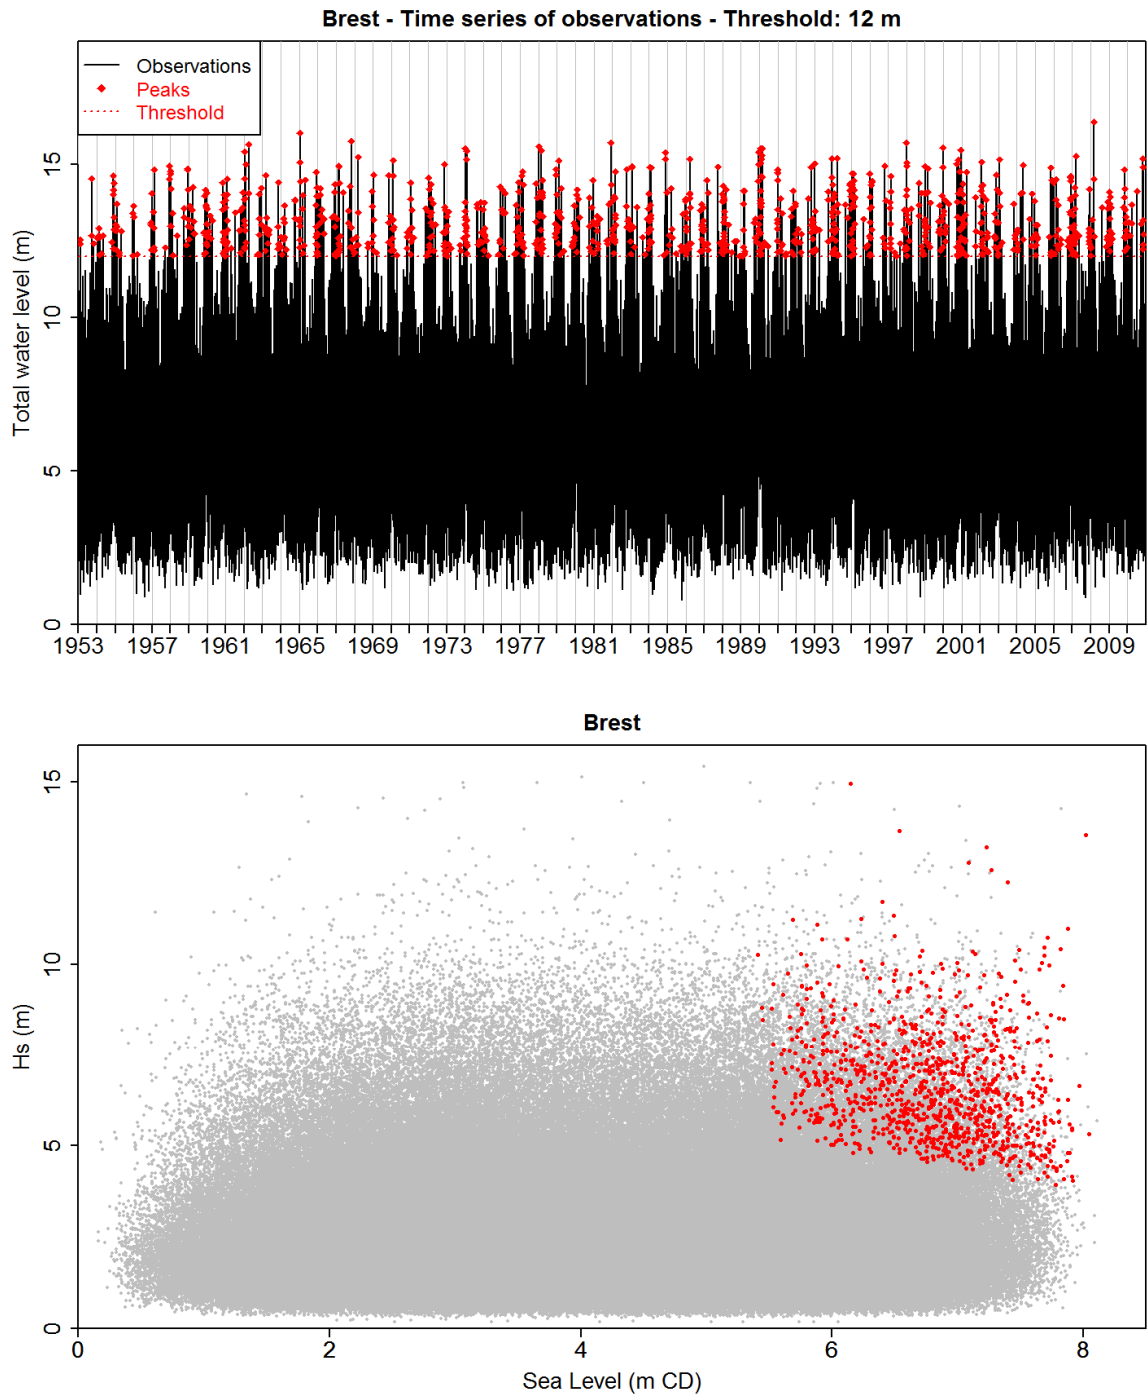 Brest - Time series of observations - Threshold: 12 m
Observations
Peaks
Threshold
Total water level (m)
15
10
5
0
1953 1957 1961 1965 1969 1973 1977 1981 1985 1989 1993 1997 2001 2005 2009
Brest
Hs (m)
15
10
5
0
0 2 4 6 8
Sea Level (m CD)